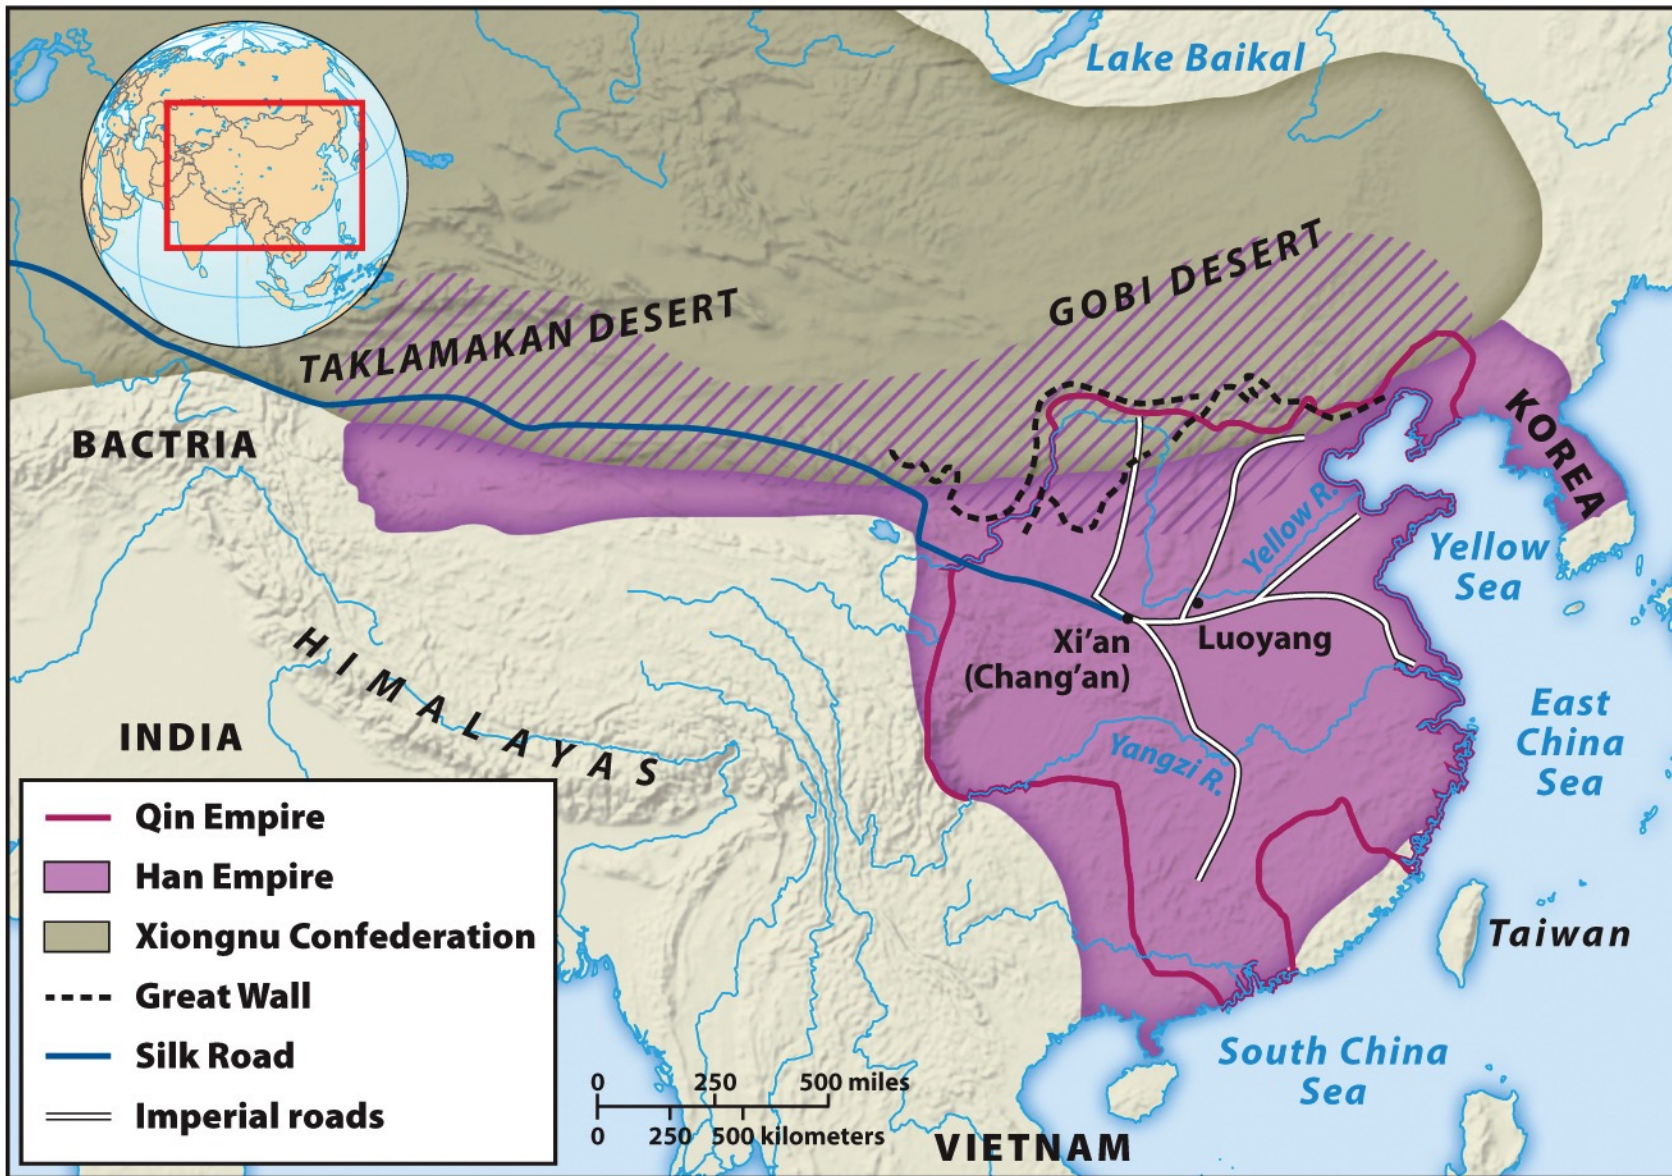 Lake Baikal
GOBI DESERT
TAKLAMAKAN DESERT
BACTRIA
KOREA
Yellow R.
Yellow
Sea
Xi'an
(Chang'an)
Luoyang
HIMALAYAS
INDIA
East
China
Sea
Yangzi R.
Taiwan
South China
Sea
VIETNAM
Qin Empire
Han Empire
Xiongnu Confederation
Great Wall
Silk Road
Imperial roads
0 250 500 miles
0 250 500 kilometers